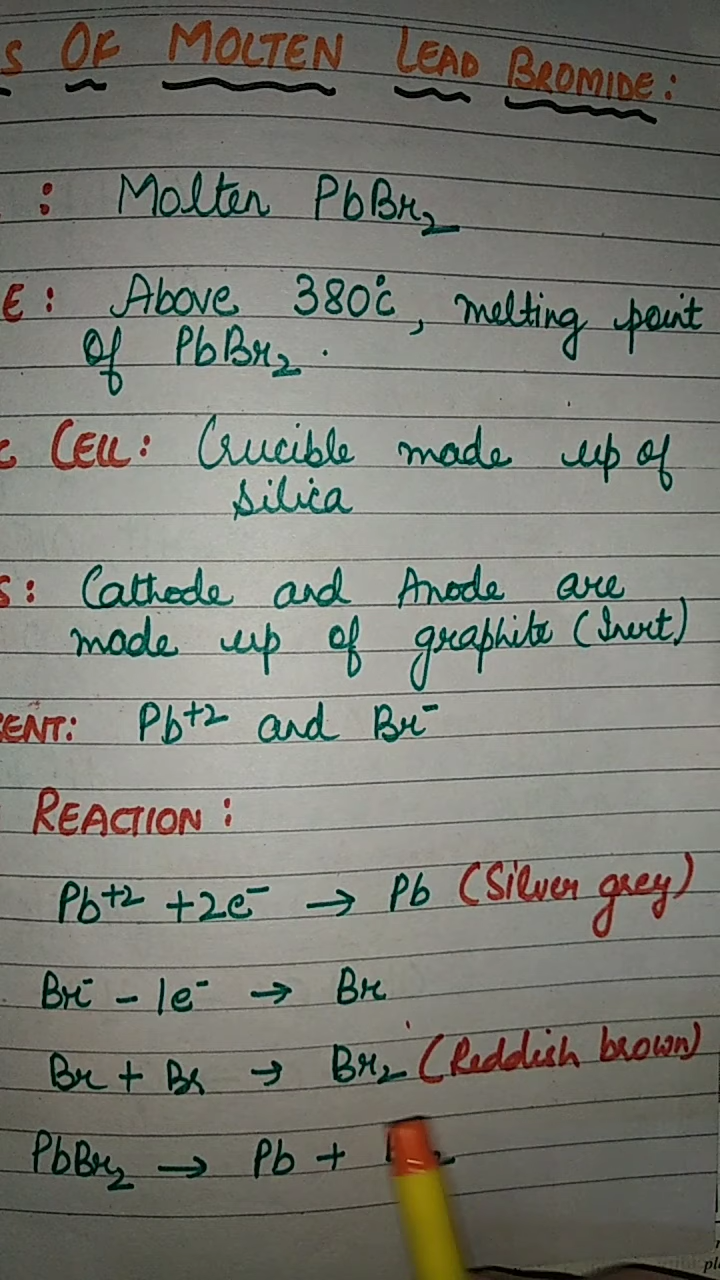 S OF MOLTEN LEAD BROMIDE:
: Molten PbBr₂
E: Above 380°C, melting point
of PbBr₂.
C CELL: Crucible made up of
silica
S: Cathode and Anode are
made up of graphite (Inert)
ENT: Pb⁺² and Br⁻
REACTION:
Pb⁺² + 2e⁻ → Pb (Silver grey)
Br⁻ - 1e⁻ → Br
Br + Br → Br₂ (Reddish brown)
PbBr₂ → Pb +
pl